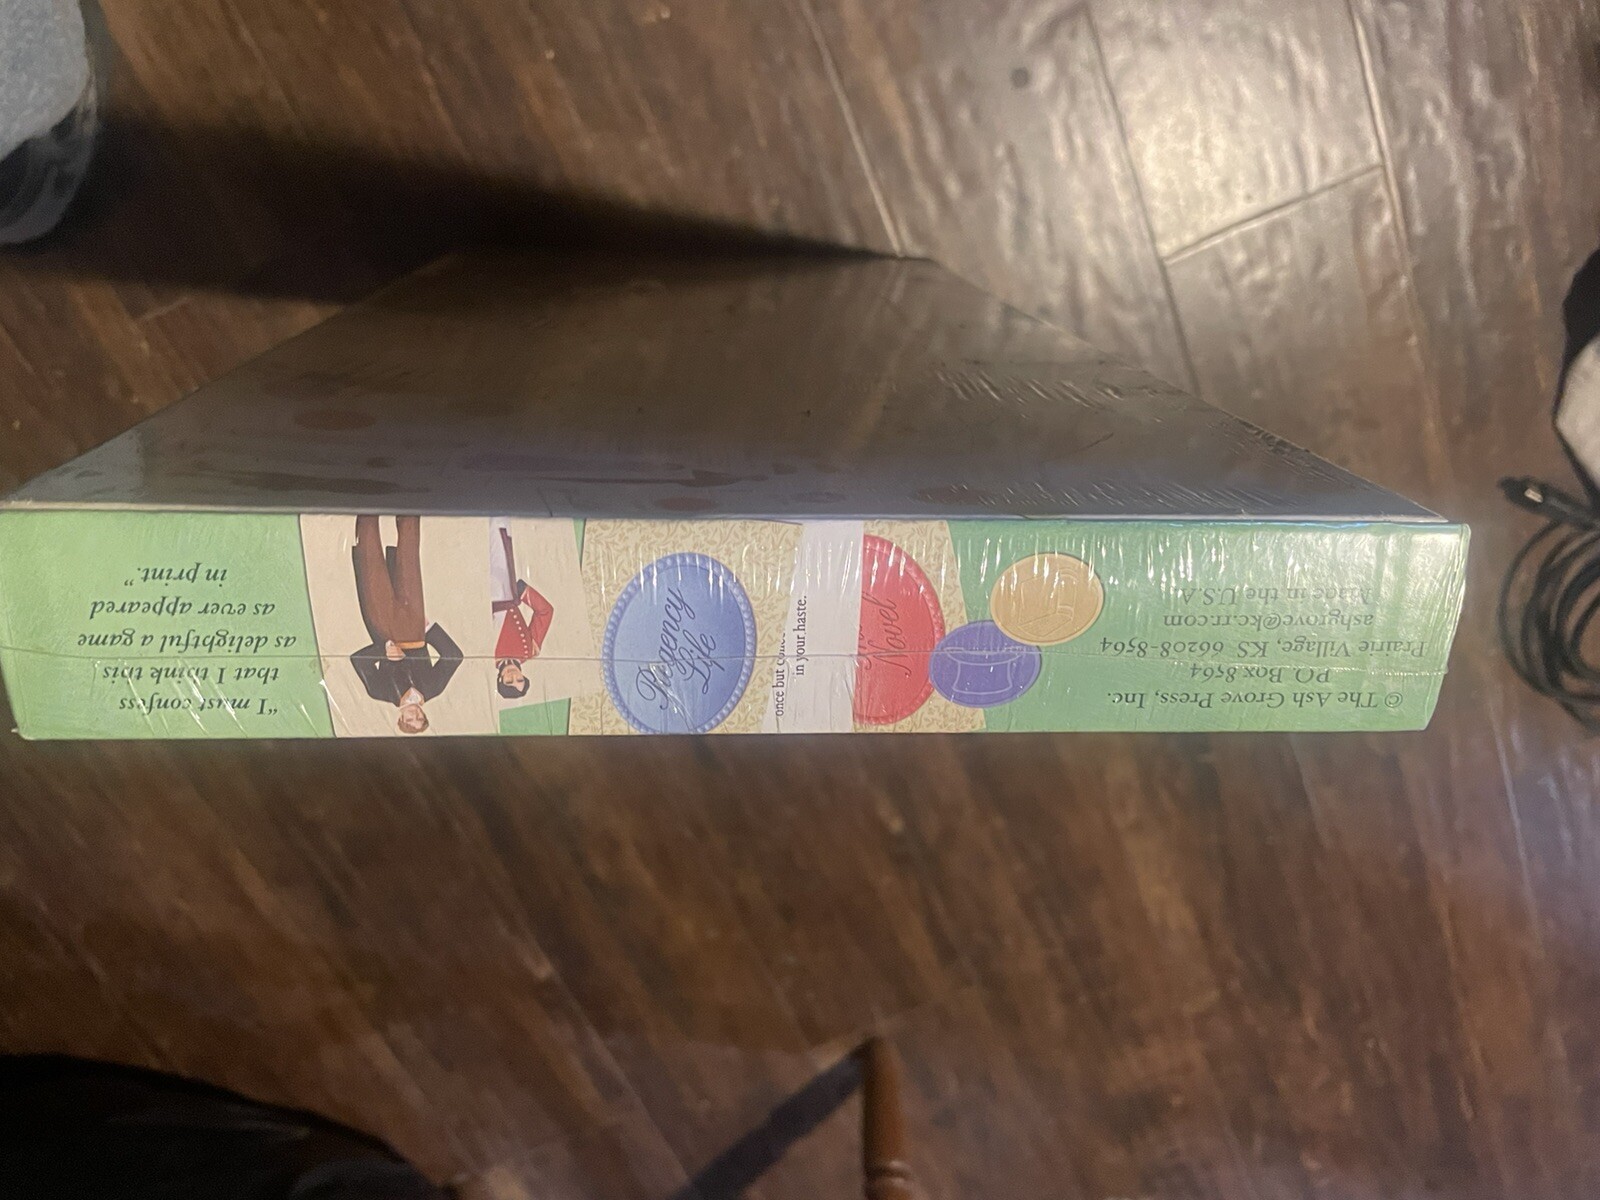 "I must confess
that I think this
as delightful a game
as ever appeared
in print."
Regency
Life
once but
in your haste.
Novel
© The Ash Grove Press, Inc.
P.O. Box 8564
Prairie Village, KS 66208-8564
ashgrove@kc.rr.com
Made in the U.S.A.